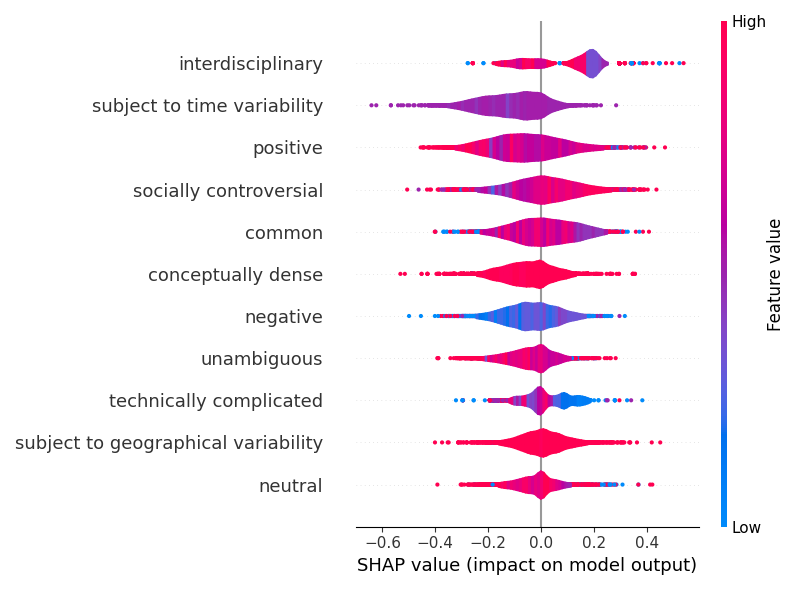 High
interdisciplinary
subject to time variability
positive
socially controversial
common
conceptually dense
negative
unambiguous
technically complicated
subject to geographical variability
neutral
Feature value
Low
−0.6 −0.4 −0.2 0.0 0.2 0.4
SHAP value (impact on model output)